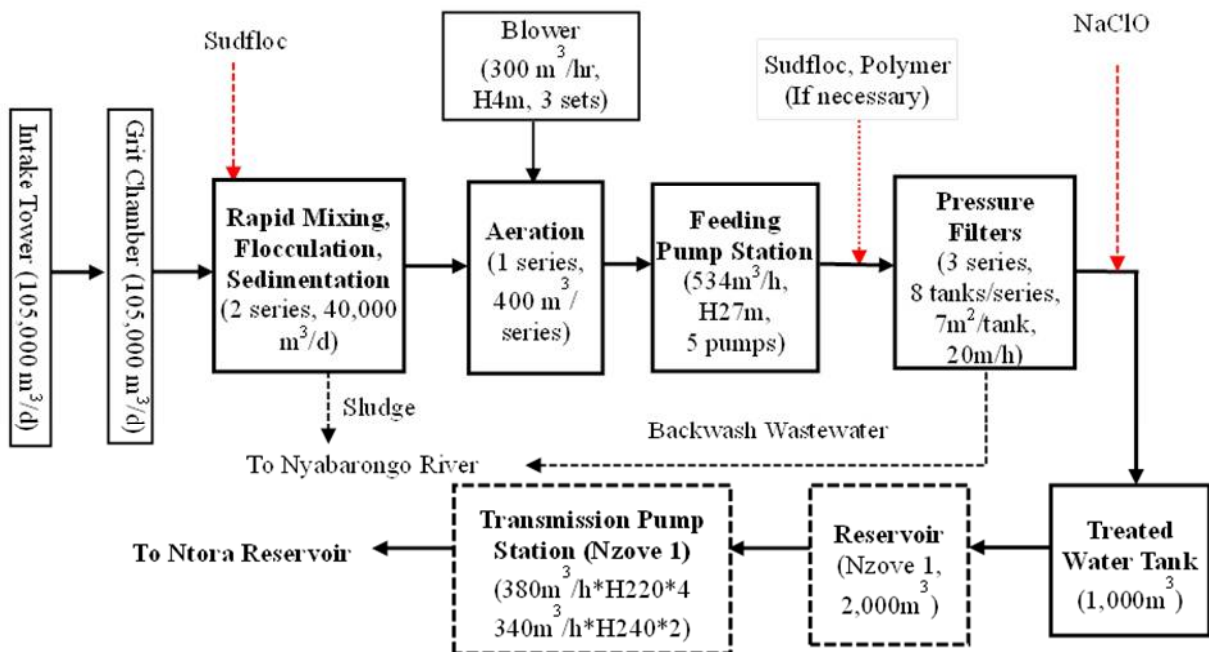 Sudfloc
Blower
(300 m³/hr,
H4m, 3 sets)
Sudfloc, Polymer
(If necessary)
NaClO
Intake Tower (105,000 m³/d)
Grit Chamber (105,000 m³/d)
Rapid Mixing,
Flocculation,
Sedimentation
(2 series, 40,000
m³/d)
Aeration
(1 series,
400 m³/
series)
Feeding
Pump Station
(534m³/h,
H27m,
5 pumps)
Pressure
Filters
(3 series,
8 tanks/series,
7m²/tank,
20m/h)
Sludge
Backwash Wastewater
To Nyabarongo River
To Ntora Reservoir
Transmission Pump
Station (Nzove 1)
(380m³/h*H220*4
340m³/h*H240*2)
Reservoir
(Nzove 1,
2,000m³)
Treated
Water Tank
(1,000m³)